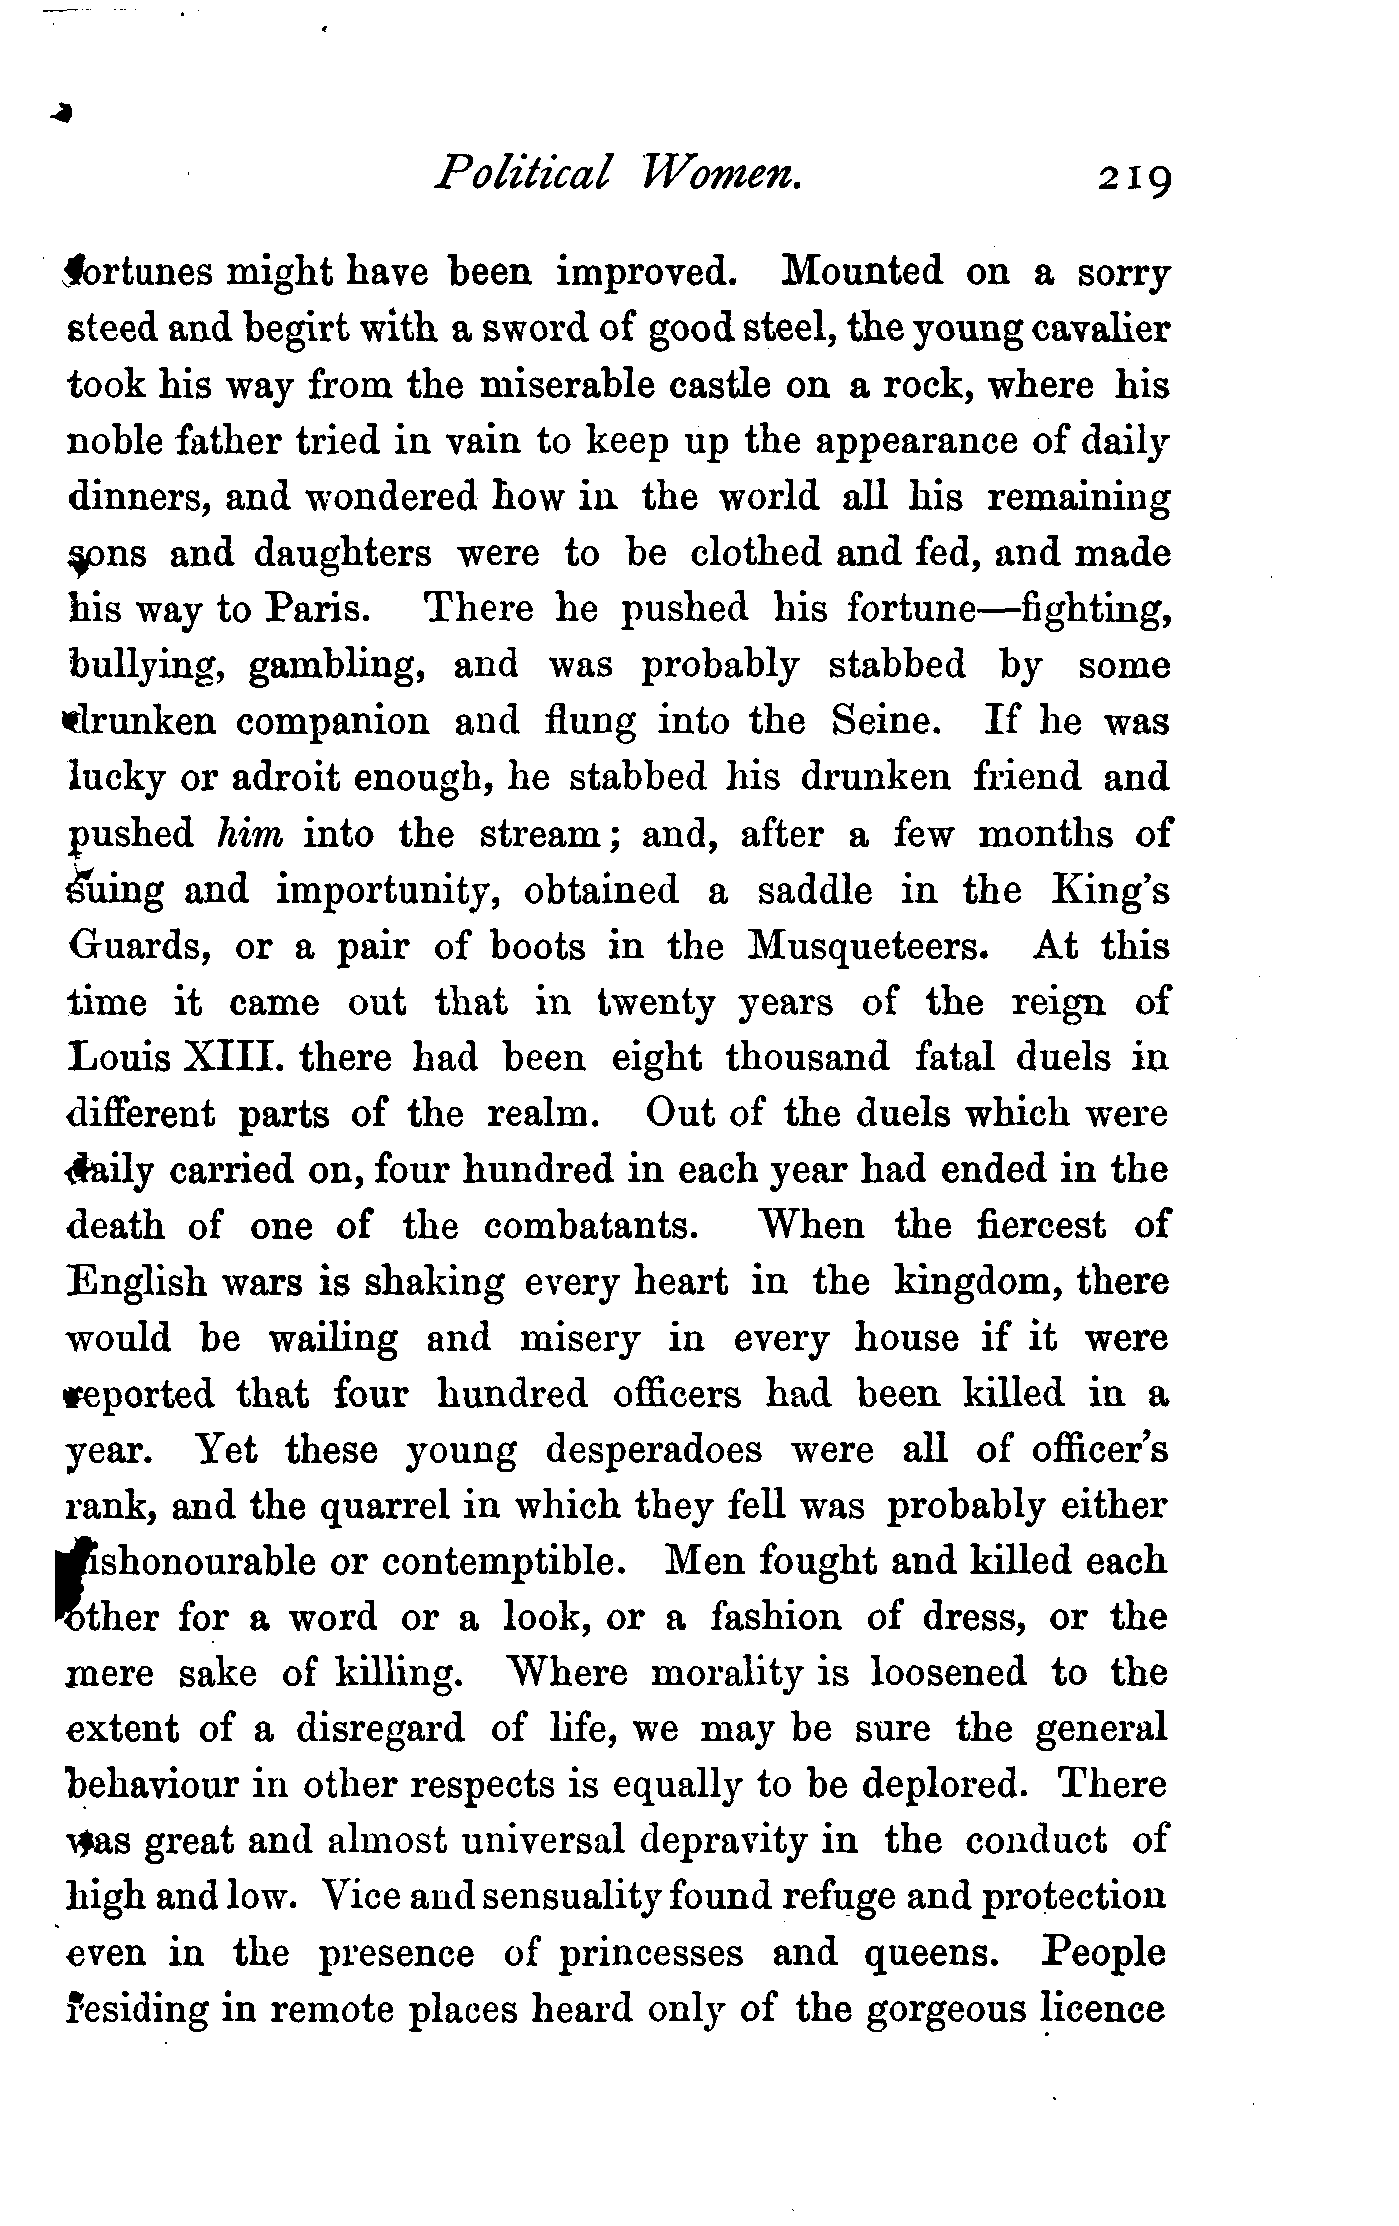 Political Women. 219
fortunes might have been improved. Mounted on a sorry
steed and begirt with a sword of good steel, the young cavalier
took his way from the miserable castle on a rock, where his
noble father tried in vain to keep up the appearance of daily
dinners, and wondered how in the world all his remaining
sons and daughters were to be clothed and fed, and made
his way to Paris. There he pushed his fortune—fighting,
bullying, gambling, and was probably stabbed by some
drunken companion and flung into the Seine. If he was
lucky or adroit enough, he stabbed his drunken friend and
pushed him into the stream; and, after a few months of
suing and importunity, obtained a saddle in the King's
Guards, or a pair of boots in the Musqueteers. At this
time it came out that in twenty years of the reign of
Louis XIII. there had been eight thousand fatal duels in
different parts of the realm. Out of the duels which were
daily carried on, four hundred in each year had ended in the
death of one of the combatants. When the fiercest of
English wars is shaking every heart in the kingdom, there
would be wailing and misery in every house if it were
reported that four hundred officers had been killed in a
year. Yet these young desperadoes were all of officer's
rank, and the quarrel in which they fell was probably either
dishonourable or contemptible. Men fought and killed each
other for a word or a look, or a fashion of dress, or the
mere sake of killing. Where morality is loosened to the
extent of a disregard of life, we may be sure the general
behaviour in other respects is equally to be deplored. There
was great and almost universal depravity in the conduct of
high and low. Vice and sensuality found refuge and protection
even in the presence of princesses and queens. People
residing in remote places heard only of the gorgeous licence